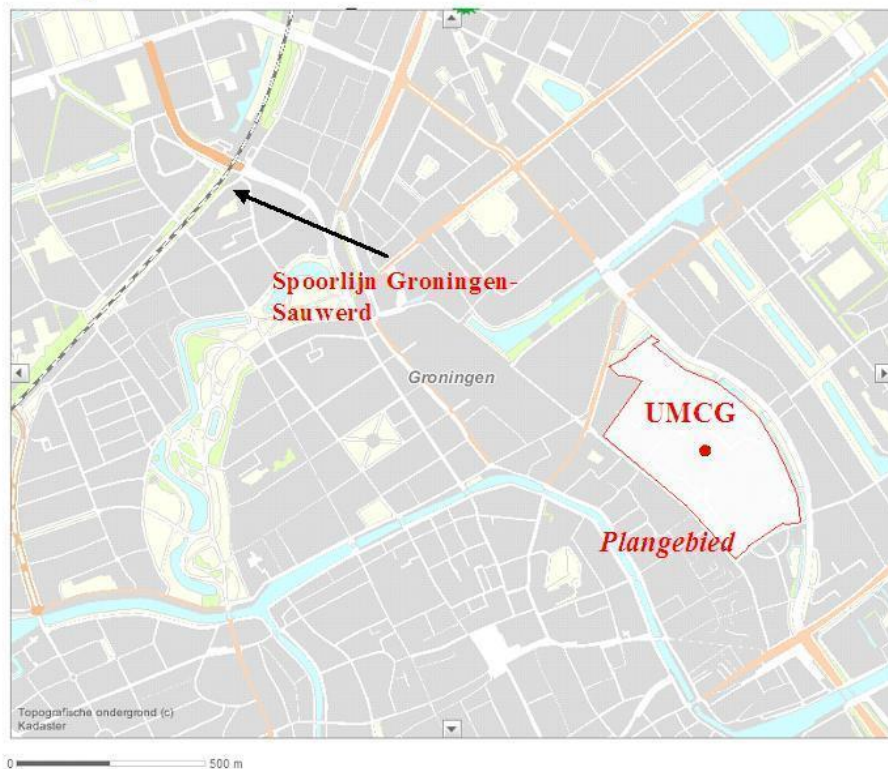 Spoorlijn Groningen-
Sauwerd
Groningen
UMCG
Plangebied
Topografische ondergrond (c)
Kadaster
0 500 m